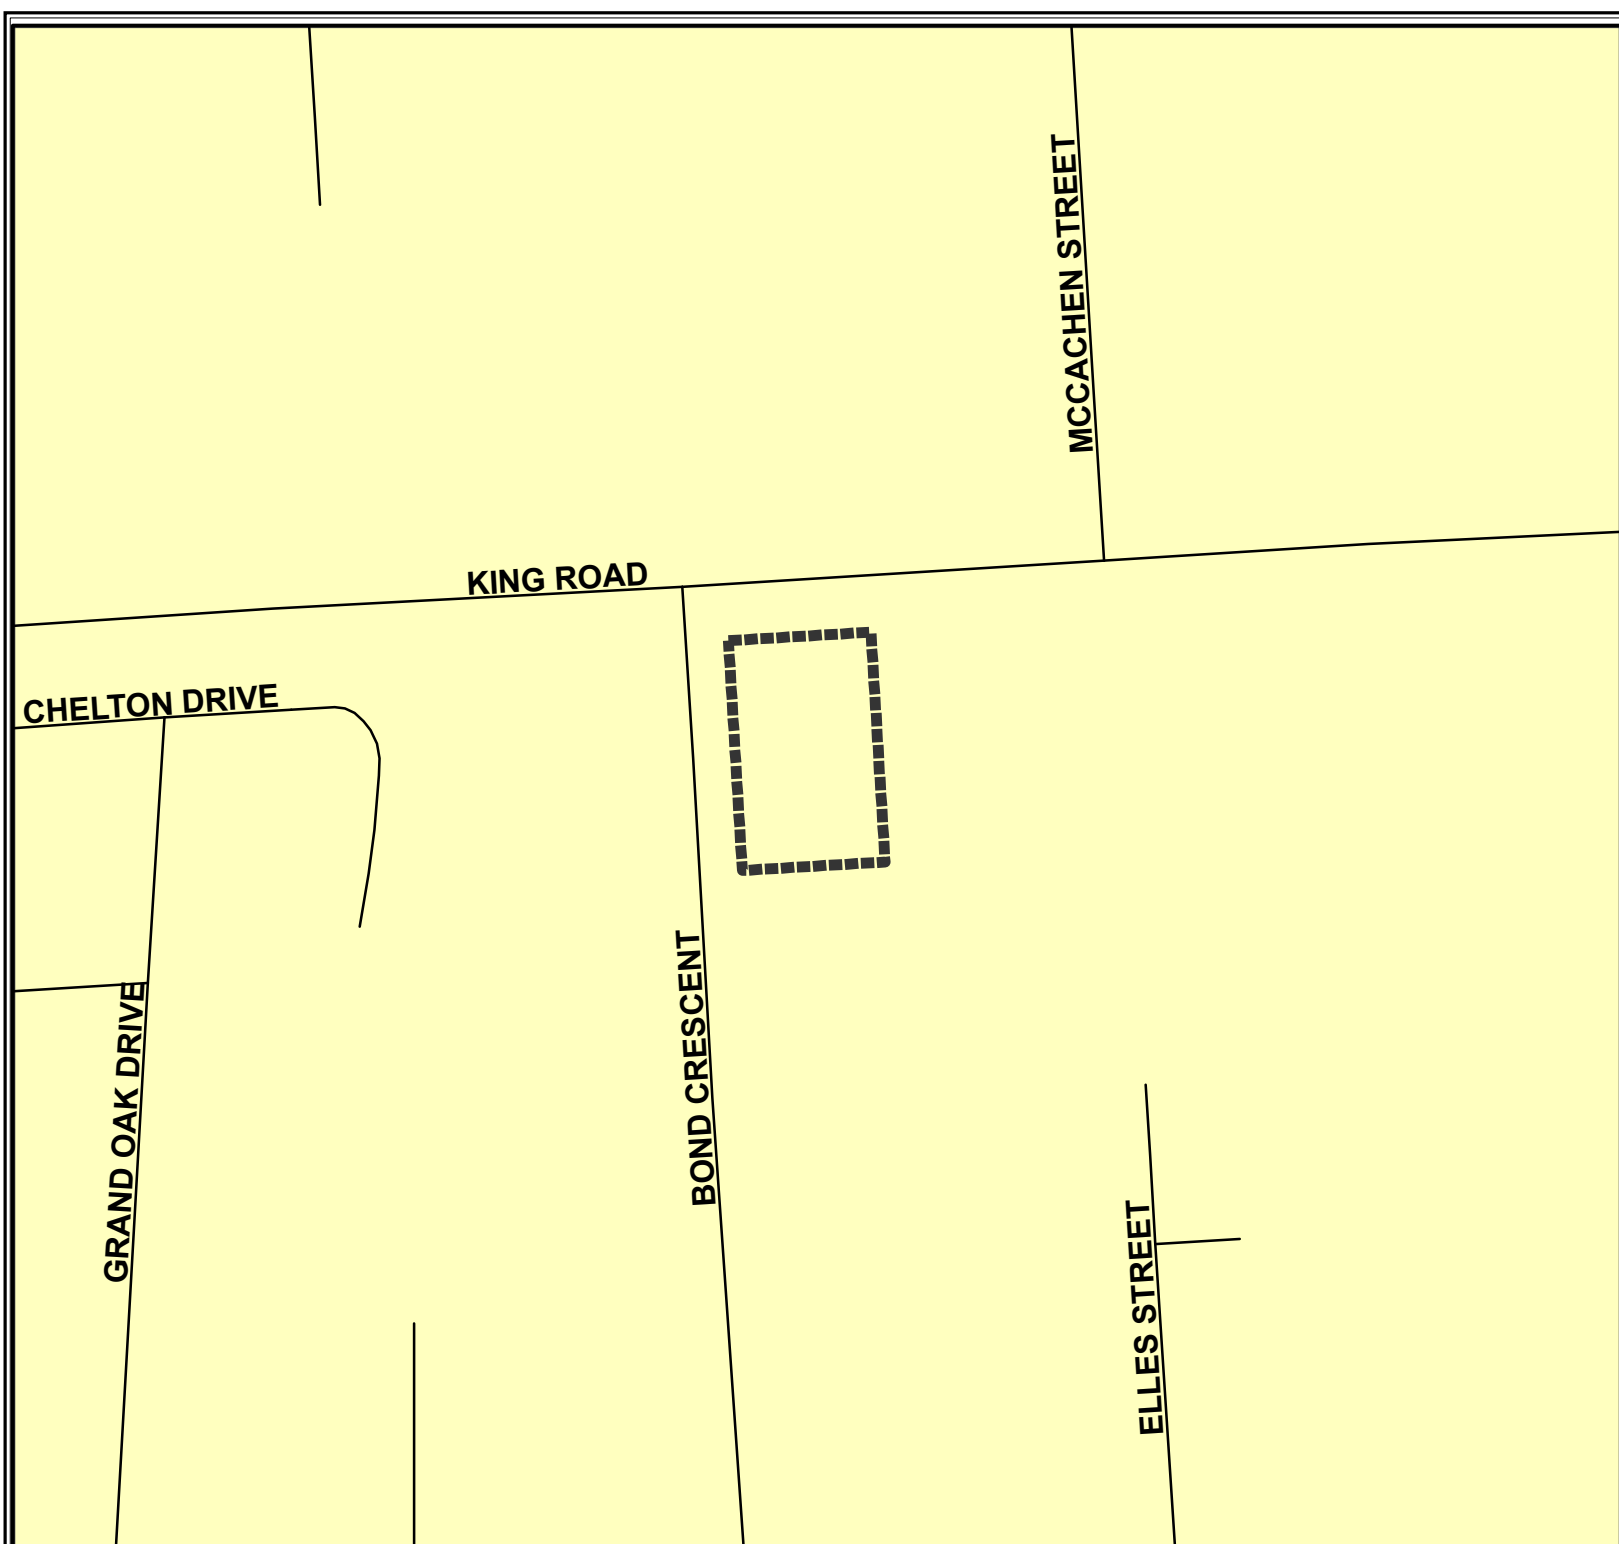 MCCACHEN STREET
KING ROAD
CHELTON DRIVE
BOND CRESCENT
GRAND OAK DRIVE
ELLES STREET